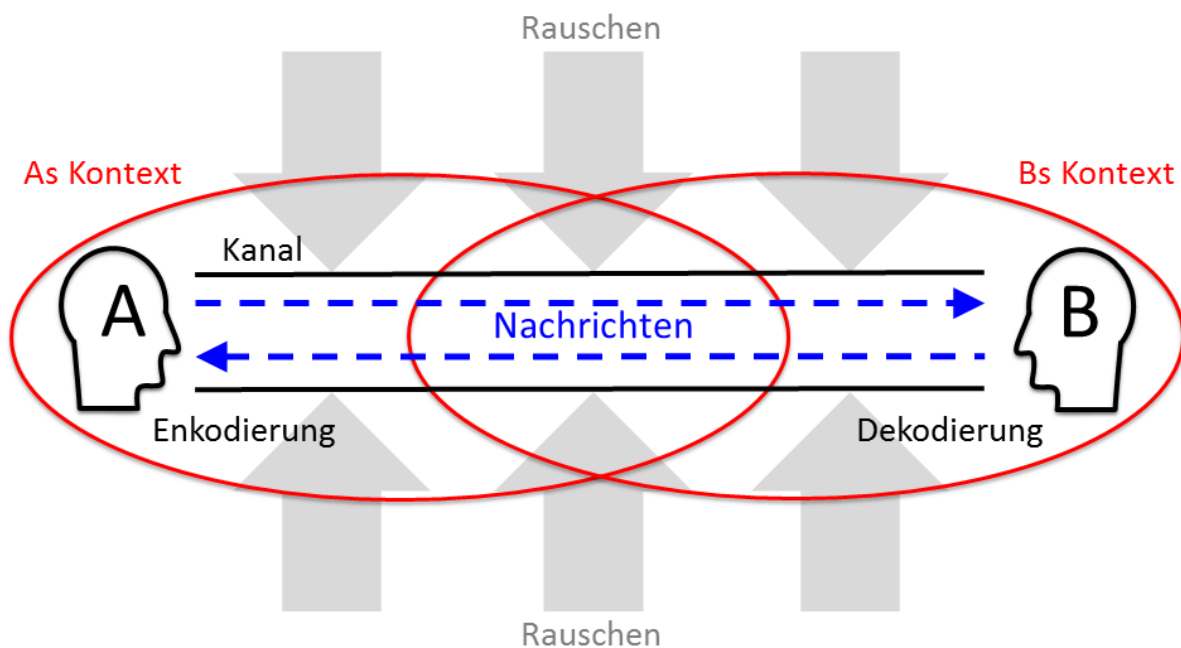 Rauschen
As Kontext
Bs Kontext
Kanal
A
Nachrichten
B
Enkodierung
Dekodierung
Rauschen